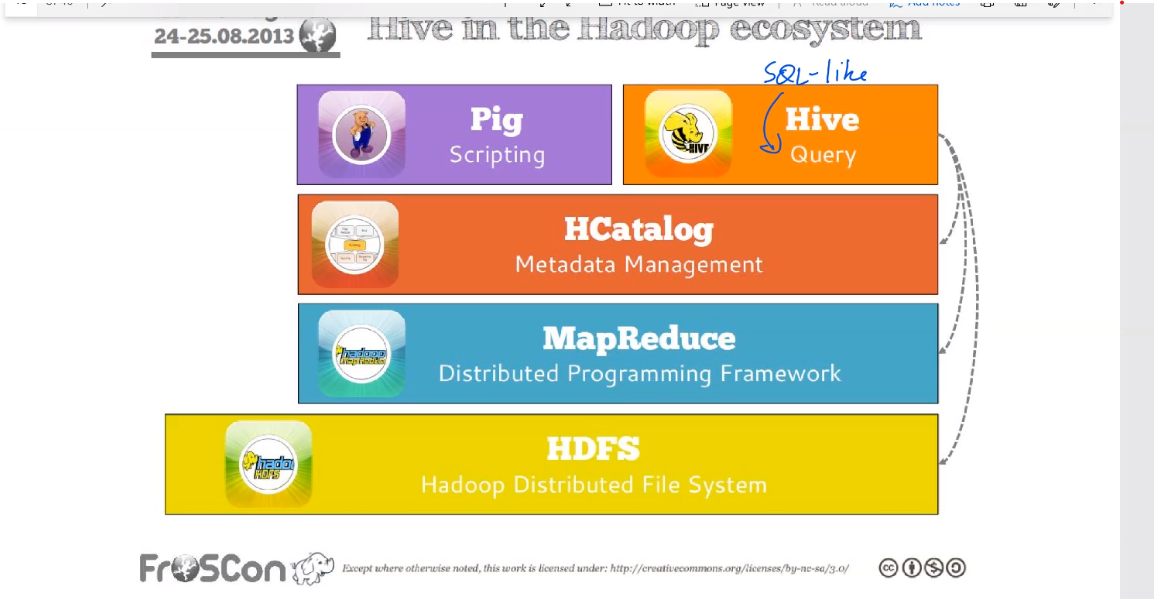 24-25.08.2013
Hive in the Hadoop ecosystem
SQL-like
Pig
Scripting
HIVE
Hive
Query
HCatalog
Metadata Management
MapReduce
Distributed Programming Framework
HDFS
Hadoop Distributed File System
FrOSCon
Except where otherwise noted, this work is licensed under: http://creativecommons.org/licenses/by-nc-sa/3.0/